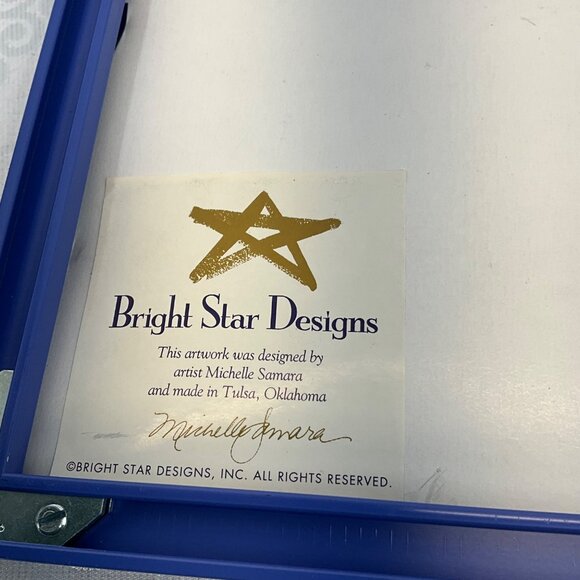 Bright Star Designs
This artwork was designed by
artist Michelle Samara
and made in Tulsa, Oklahoma
Michelle Samara
©BRIGHT STAR DESIGNS, INC. ALL RIGHTS RESERVED.